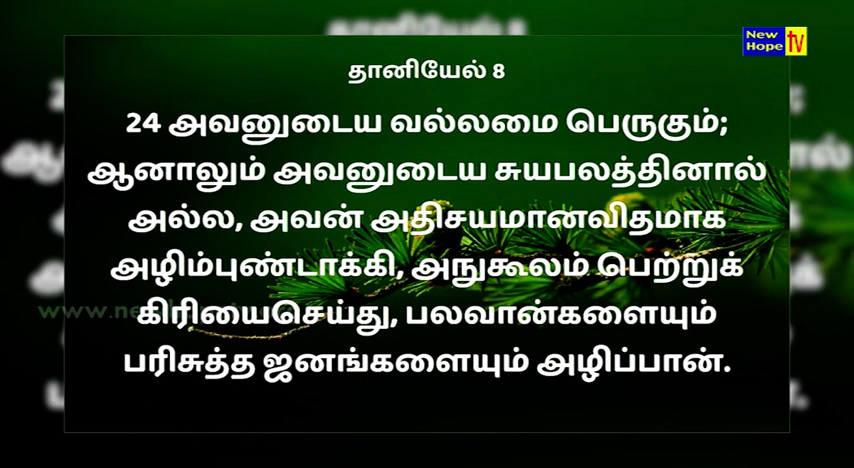 New
Hope tv
தானியேல் 8
24 அவனுடைய வல்லமை பெருகும்;
ஆனாலும் அவனுடைய சுயபலத்தினால்
அல்ல, அவன் அதிசயமானவிதமாக
அழிம்புண்டாக்கி, அநுகூலம் பெற்றுக்
கிரியைசெய்து, பலவான்களையும்
பரிசுத்த ஜனங்களையும் அழிப்பான்.